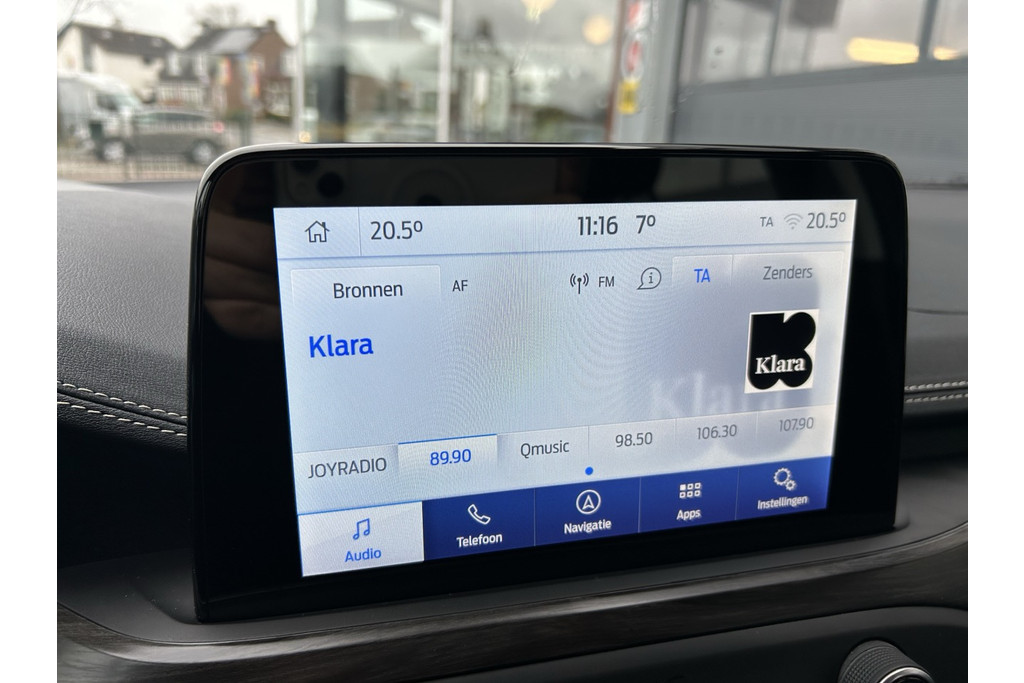 20.5º 11:16 7º TA 20.5º
Bronnen AF FM TA Zenders
Klara
Klara
Klara
JOYRADIO 89.90 Qmusic 98.50 106.30 107.90
Audio Telefoon Navigatie Apps Instellingen